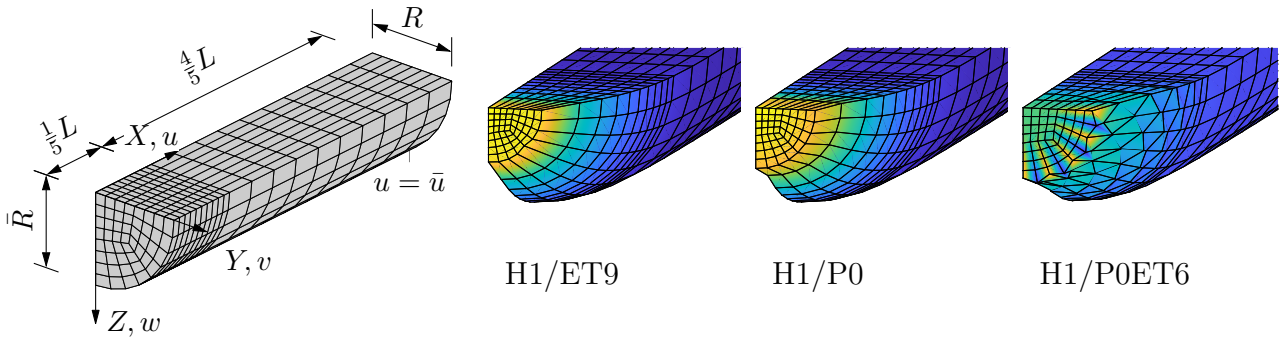 R
4/5 L
1/5 L
X, u
u = ū
R̄
Y, v
Z, w
H1/ET9
H1/P0
H1/P0ET6